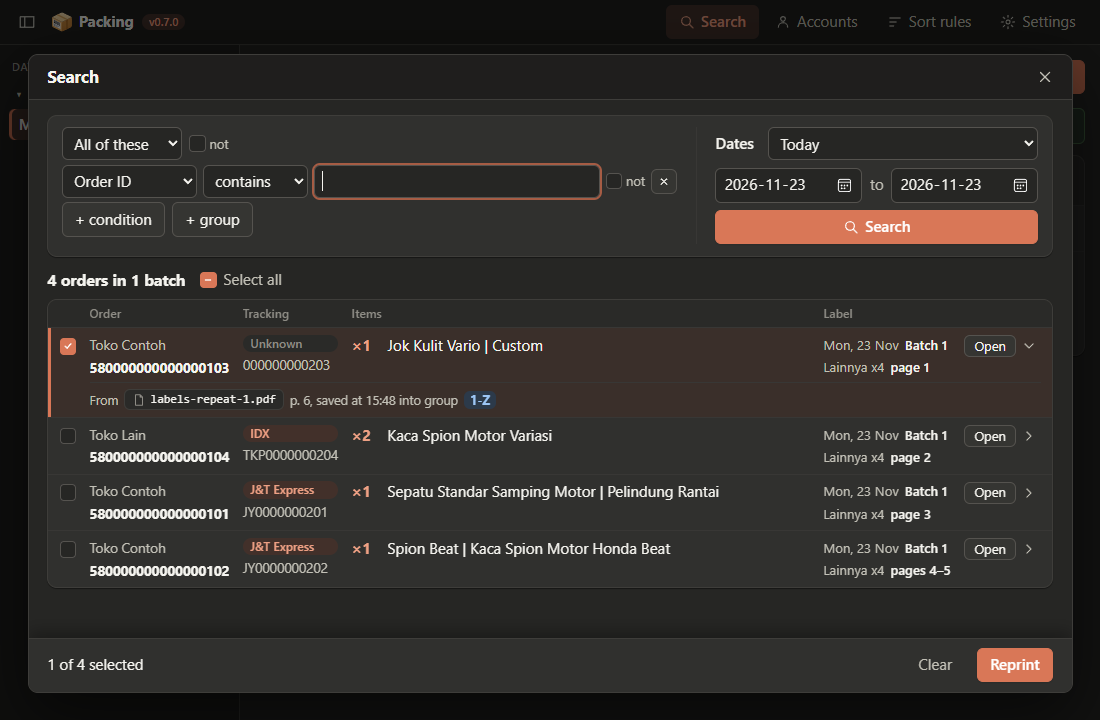 Packing v0.7.0 Search Accounts Sort rules Settings
DA
M
Search
All of these not
Order ID contains not
+ condition + group
Dates Today
2026-11-23 to 2026-11-23
Search
4 orders in 1 batch Select all
Order Tracking Items Label
Toko Contoh Unknown ×1 Jok Kulit Vario | Custom Mon, 23 Nov Batch 1 Open
580000000000000103 000000000203 Lainnya x4 page 1
From labels-repeat-1.pdf p. 6, saved at 15:48 into group 1-Z
Toko Lain IDX ×2 Kaca Spion Motor Variasi Mon, 23 Nov Batch 1 Open
580000000000000104 TKP0000000204 Lainnya x4 page 2
Toko Contoh J&T Express ×1 Sepatu Standar Samping Motor | Pelindung Rantai Mon, 23 Nov Batch 1 Open
580000000000000101 JY0000000201 Lainnya x4 page 3
Toko Contoh J&T Express ×1 Spion Beat | Kaca Spion Motor Honda Beat Mon, 23 Nov Batch 1 Open
580000000000000102 JY0000000202 Lainnya x4 pages 4–5
1 of 4 selected Clear Reprint